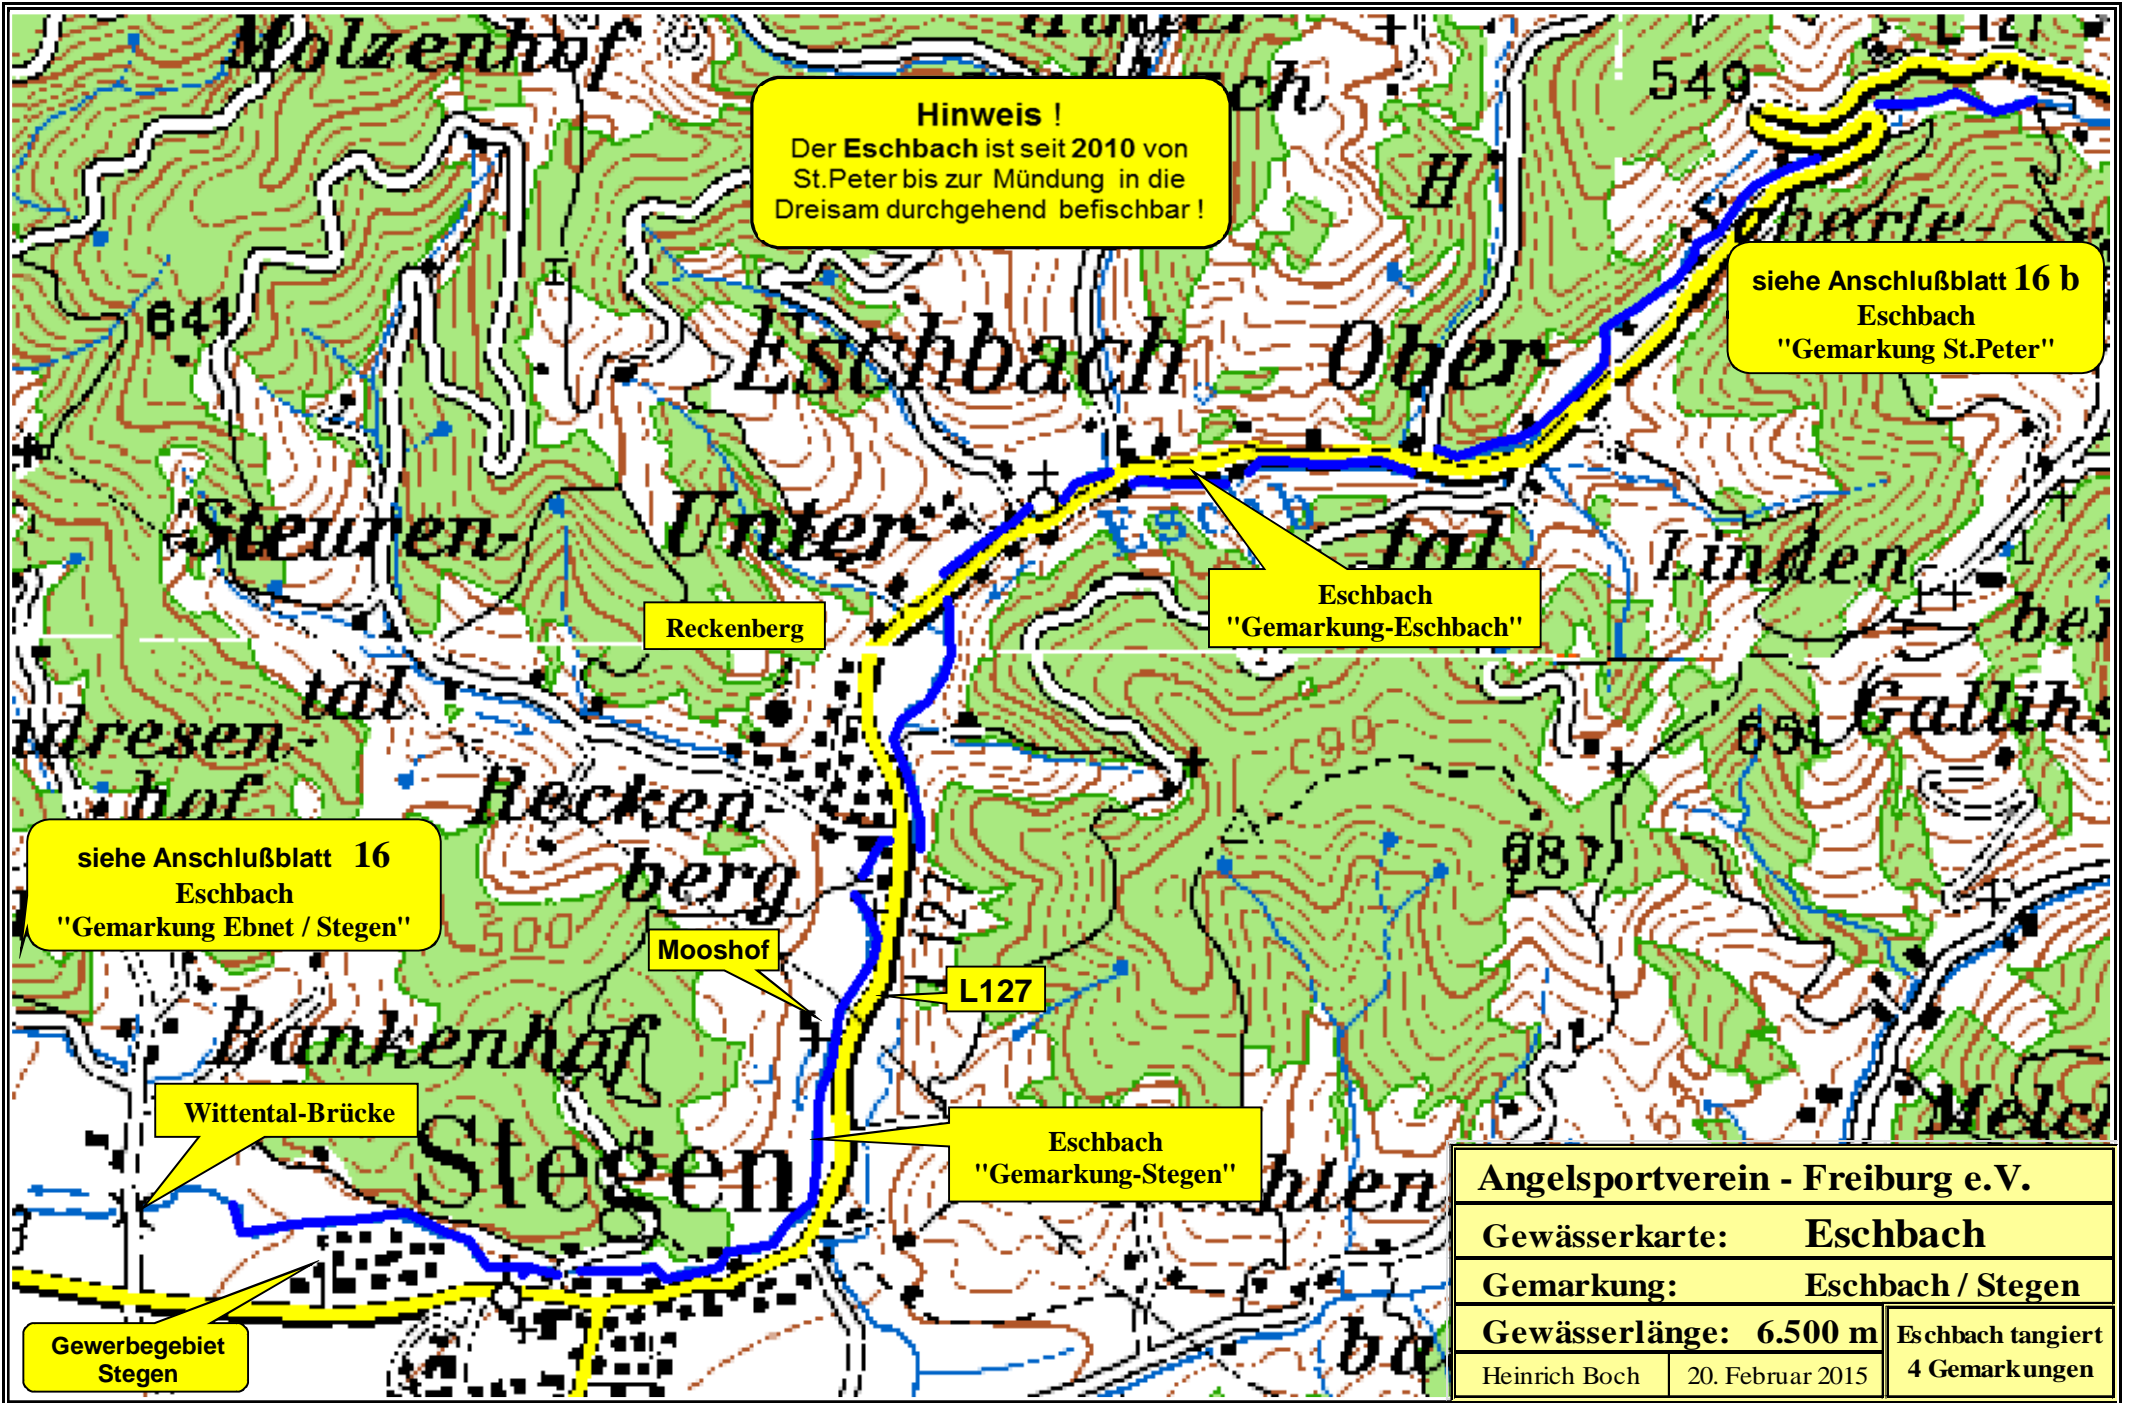 Molzenhof
L127
549
Hinweis !
Der Eschbach ist seit 2010 von
St.Peter bis zur Mündung in die
Dreisam durchgehend befischbar !
H
siehe Anschlußblatt 16 b
Eschbach
"Gemarkung St.Peter"
641
Eschbach
Ober-
Steuren-
Unter-
tal
Linden
Eschbach
"Gemarkung-Eschbach"
Reckenberg
tal
Recken-
berg
hof
651
687
500
siehe Anschlußblatt 16
Eschbach
"Gemarkung Ebnet / Stegen"
Mooshof
L127
Bankenhof
Wittental-Brücke
Stegen
Eschbach
"Gemarkung-Stegen"
Gewerbegebiet
Stegen
Angelsportverein - Freiburg e.V.
Gewässerkarte: Eschbach
Gemarkung: Eschbach / Stegen
Gewässerlänge: 6.500 m
Eschbach tangiert
4 Gemarkungen
Heinrich Boch 20. Februar 2015